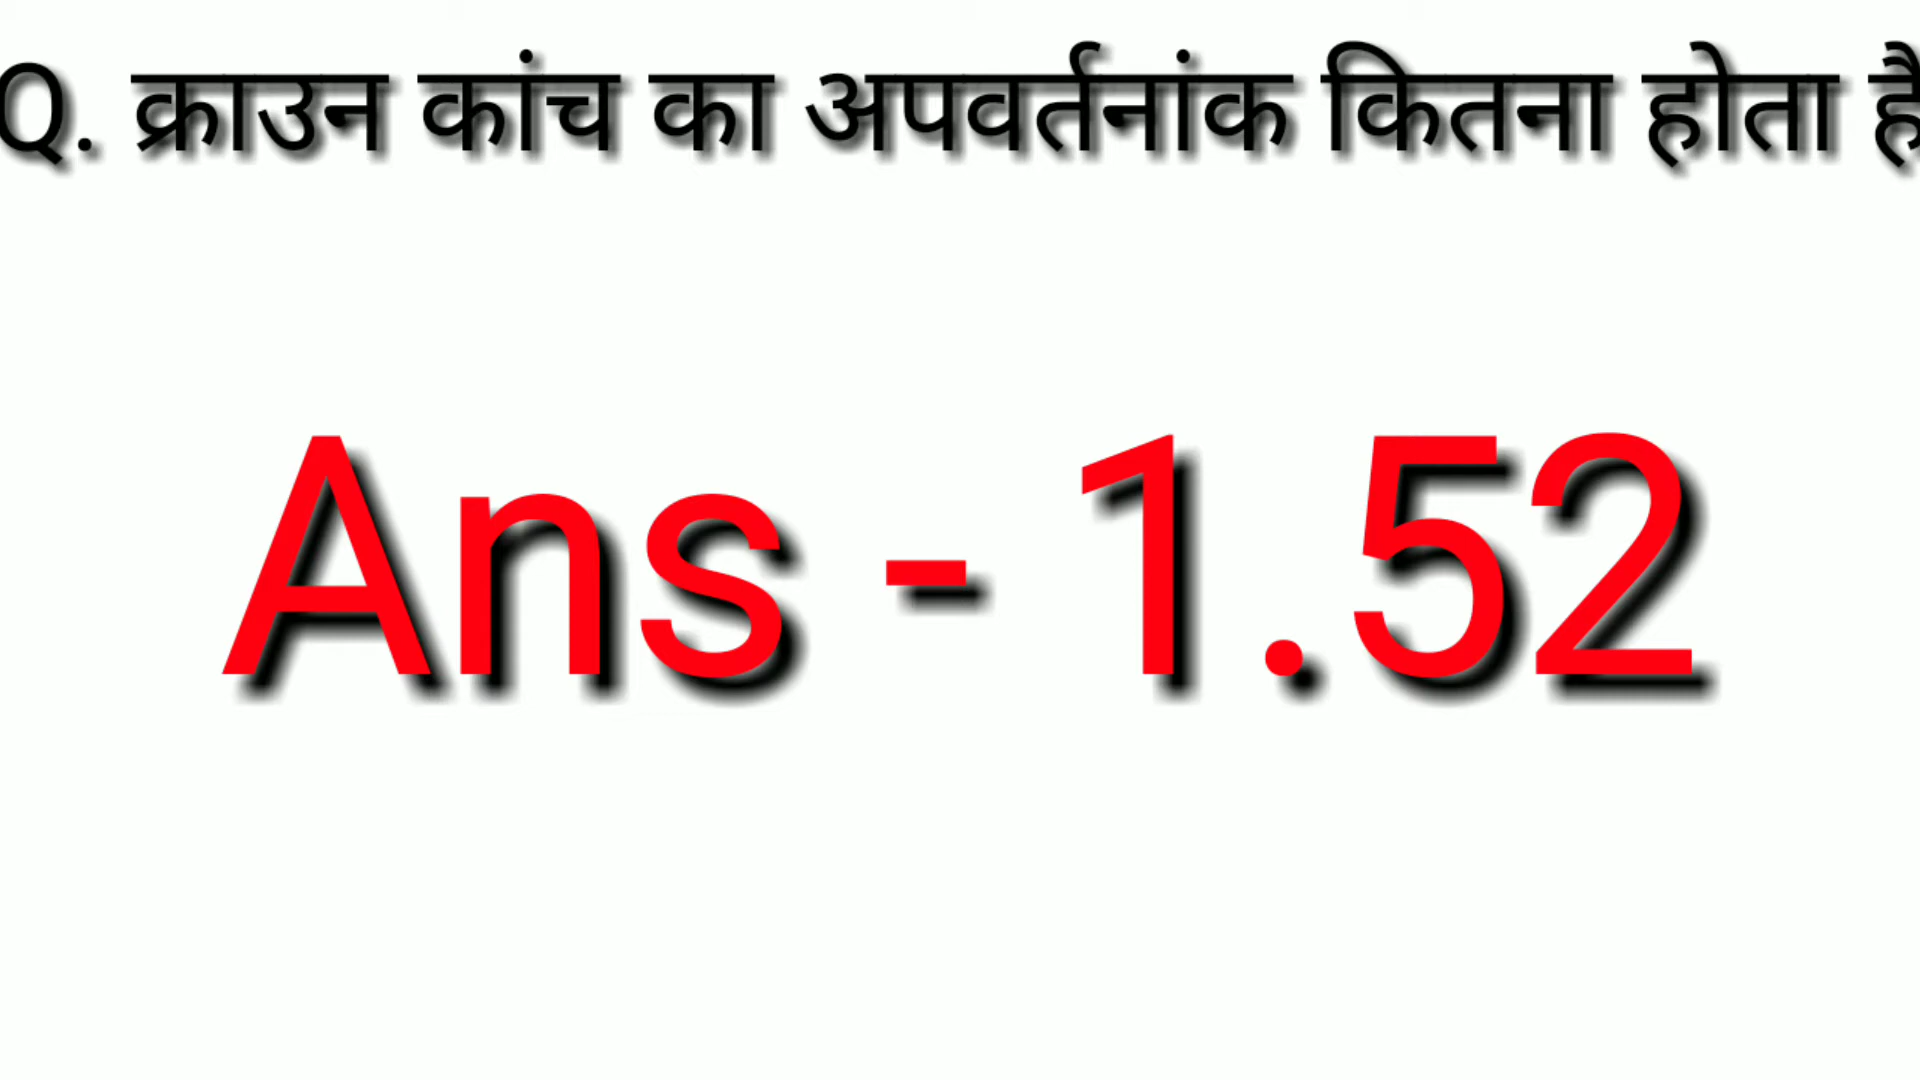 Q. क्राउन कांच का अपवर्तनांक कितना होता है
Ans - 1.52